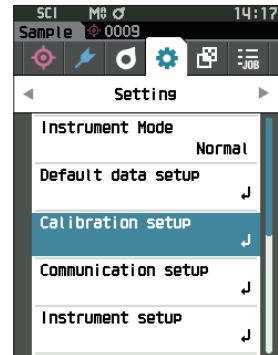 SCI M0 14:17
Sample 0009
JOB
Setting
Instrument Mode
Normal
Default data setup
Calibration setup
Communication setup
Instrument setup